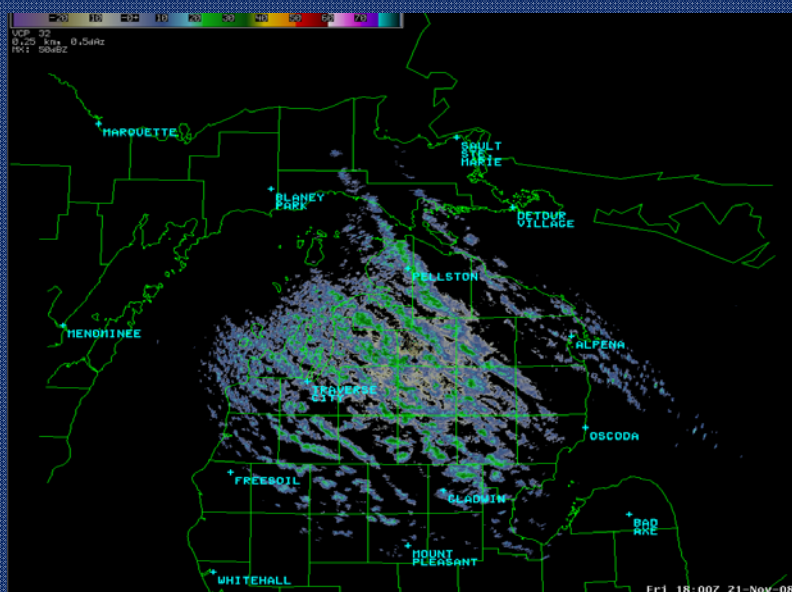 -20 10 -0+ 10 20 30 40 50 60 70
VCP 32
0.25 km, 0.5dAz
MX: 50dBZ
MARQUETTE
SAULT
STE.
MARIE
BLANEY
PARK
DETOUR
VILLAGE
PELLSTON
MENOMINEE
ALPENA
TRAVERSE
CITY
OSCODA
FREESOIL
GLADWIN
BAD
AXE
MOUNT
PLEASANT
WHITEHALL
Fri 18:00Z 21-Nov-08